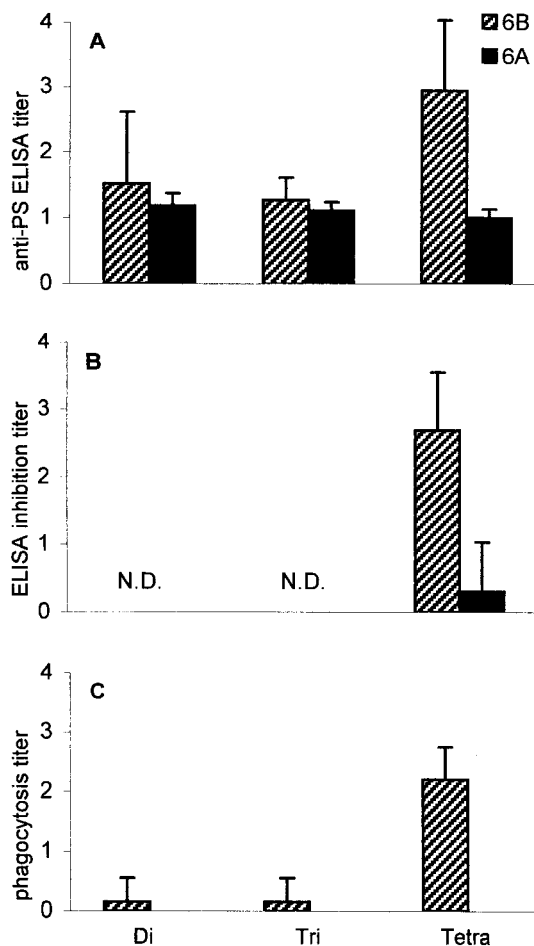 A
6B
6A
anti-PS ELISA titer
4
3
2
1
0
B
ELISA inhibition titer
4
3
2
1
0
N.D.
N.D.
C
phagocytosis titer
4
3
2
1
0
Di
Tri
Tetra